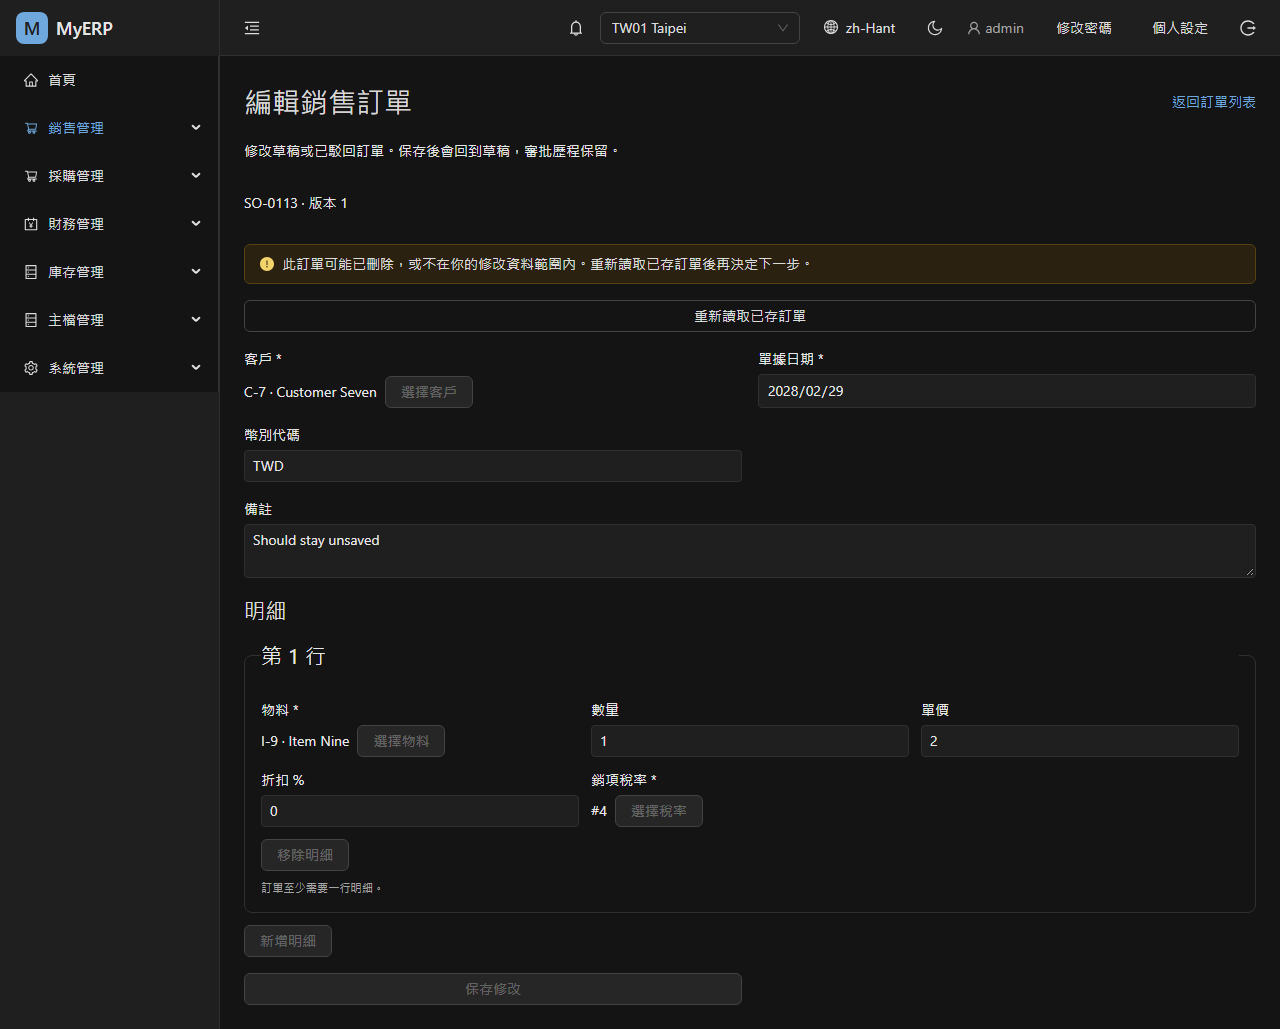 M MyERP
TW01 Taipei
zh-Hant
admin
修改密碼
個人設定
首頁
銷售管理
採購管理
財務管理
庫存管理
主檔管理
系統管理
編輯銷售訂單
返回訂單列表
修改草稿或已駁回訂單。保存後會回到草稿，審批歷程保留。
SO-0113 · 版本 1
此訂單可能已刪除，或不在你的修改資料範圍內。重新讀取已存訂單後再決定下一步。
重新讀取已存訂單
客戶 *
單據日期 *
C-7 · Customer Seven
選擇客戶
2028/02/29
幣別代碼
TWD
備註
Should stay unsaved
明細
第 1 行
物料 *
數量
單價
I-9 · Item Nine
選擇物料
1
2
折扣 %
銷項稅率 *
0
#4
選擇稅率
移除明細
訂單至少需要一行明細。
新增明細
保存修改